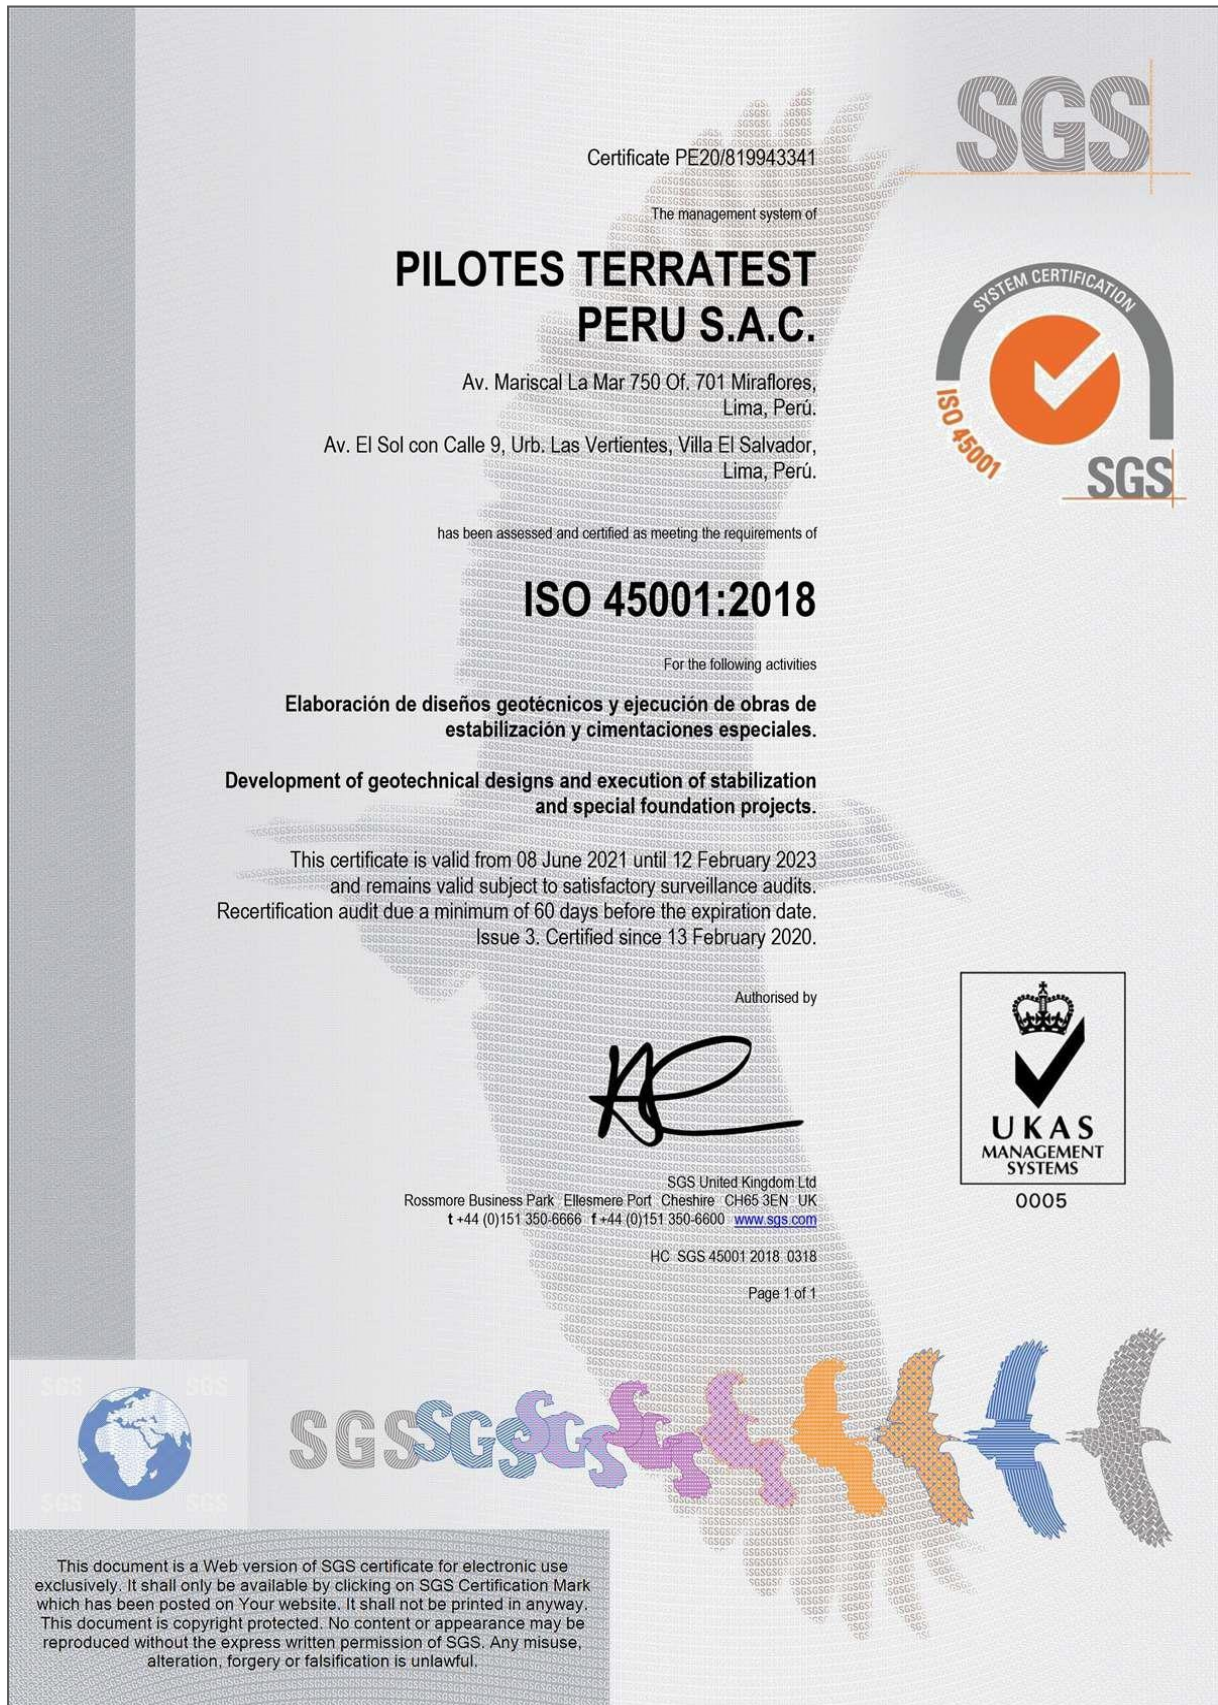 SGS
Certificate PE20/819943341
The management system of
PILOTES TERRATEST
PERU S.A.C.
Av. Mariscal La Mar 750 Of. 701 Miraflores,
Lima, Perú.
Av. El Sol con Calle 9, Urb. Las Vertientes, Villa El Salvador,
Lima, Perú.
SYSTEM CERTIFICATION
ISO 45001
SGS
has been assessed and certified as meeting the requirements of
ISO 45001:2018
For the following activities
Elaboración de diseños geotécnicos y ejecución de obras de
estabilización y cimentaciones especiales.
Development of geotechnical designs and execution of stabilization
and special foundation projects.
This certificate is valid from 08 June 2021 until 12 February 2023
and remains valid subject to satisfactory surveillance audits.
Recertification audit due a minimum of 60 days before the expiration date.
Issue 3. Certified since 13 February 2020.
Authorised by
UKAS
MANAGEMENT
SYSTEMS
0005
SGS United Kingdom Ltd
Rossmore Business Park Ellesmere Port Cheshire CH65 3EN UK
t +44 (0)151 350-6666 f +44 (0)151 350-6600 www.sgs.com
HC SGS 45001 2018 0318
Page 1 of 1
SGS SGS
SGS SGS
SGS SGS SGS SGS
This document is a Web version of SGS certificate for electronic use
exclusively. It shall only be available by clicking on SGS Certification Mark
which has been posted on Your website. It shall not be printed in anyway.
This document is copyright protected. No content or appearance may be
reproduced without the express written permission of SGS. Any misuse,
alteration, forgery or falsification is unlawful.